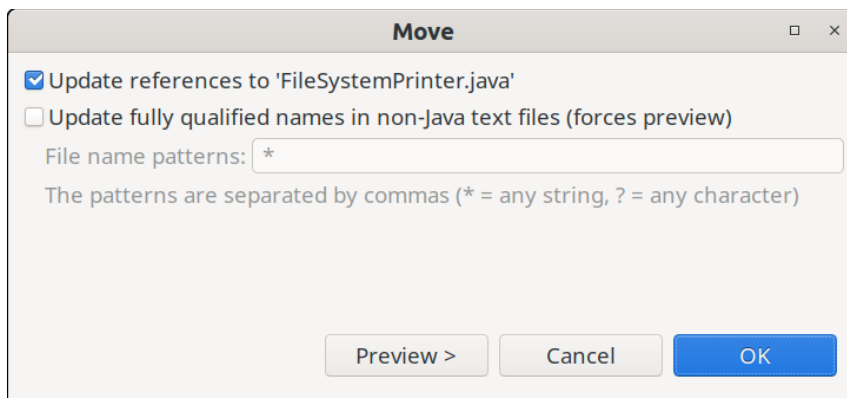 Move
Update references to 'FileSystemPrinter.java'
Update fully qualified names in non-Java text files (forces preview)
File name patterns: *
The patterns are separated by commas (* = any string, ? = any character)
Preview > Cancel OK